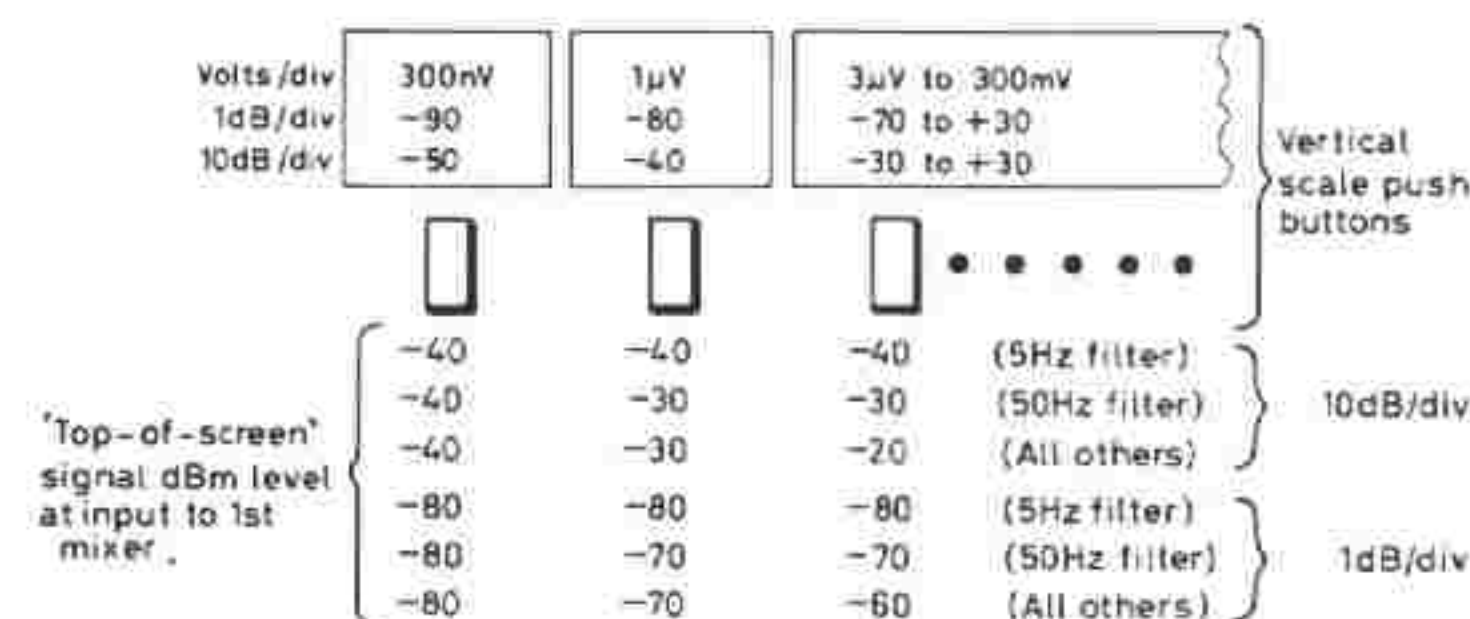 Volts/div 300nV 1µV 3µV to 300mV
1dB/div -90 -80 -70 to +30
10dB/div -50 -40 -30 to +30
Vertical
scale push
buttons
-40 -40 -40 (5Hz filter)
-40 -30 -30 (50Hz filter) 10dB/div
-40 -30 -20 (All others)
'Top-of-screen'
signal dBm level
at input to 1st
mixer.
-80 -80 -80 (5Hz filter)
-80 -70 -70 (50Hz filter) 1dB/div
-80 -70 -60 (All others)